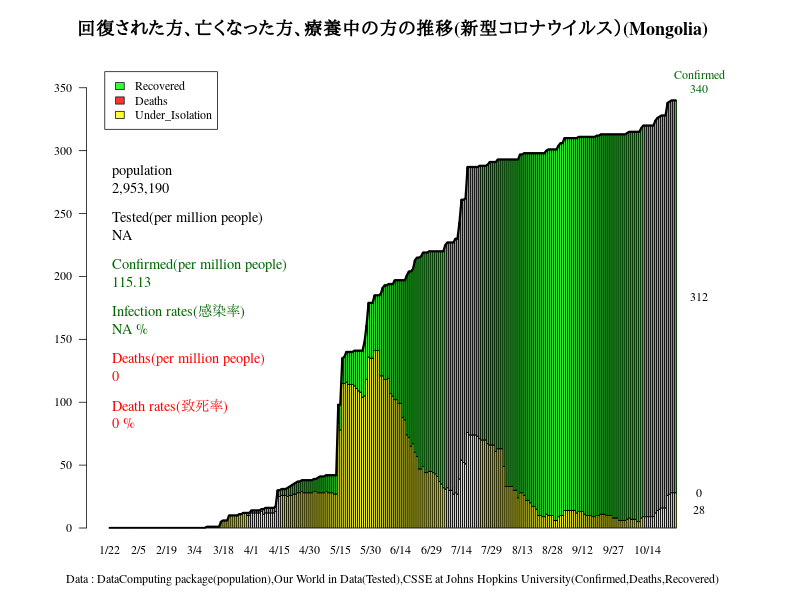 回復された方、亡くなった方、療養中の方の推移(新型コロナウイルス)(Mongolia)
Confirmed
340
Recovered
Deaths
Under_Isolation
population
2,953,190
Tested(per million people)
NA
Confirmed(per million people)
115.13
Infection rates(感染率)
NA %
Deaths(per million people)
0
Death rates(致死率)
0 %
350
300
250
200
150
100
50
0
312
0
28
1/22 2/5 2/19 3/4 3/18 4/1 4/15 4/30 5/15 5/30 6/14 6/29 7/14 7/29 8/13 8/28 9/12 9/27 10/14
Data : DataComputing package(population),Our World in Data(Tested),CSSE at Johns Hopkins University(Confirmed,Deaths,Recovered)